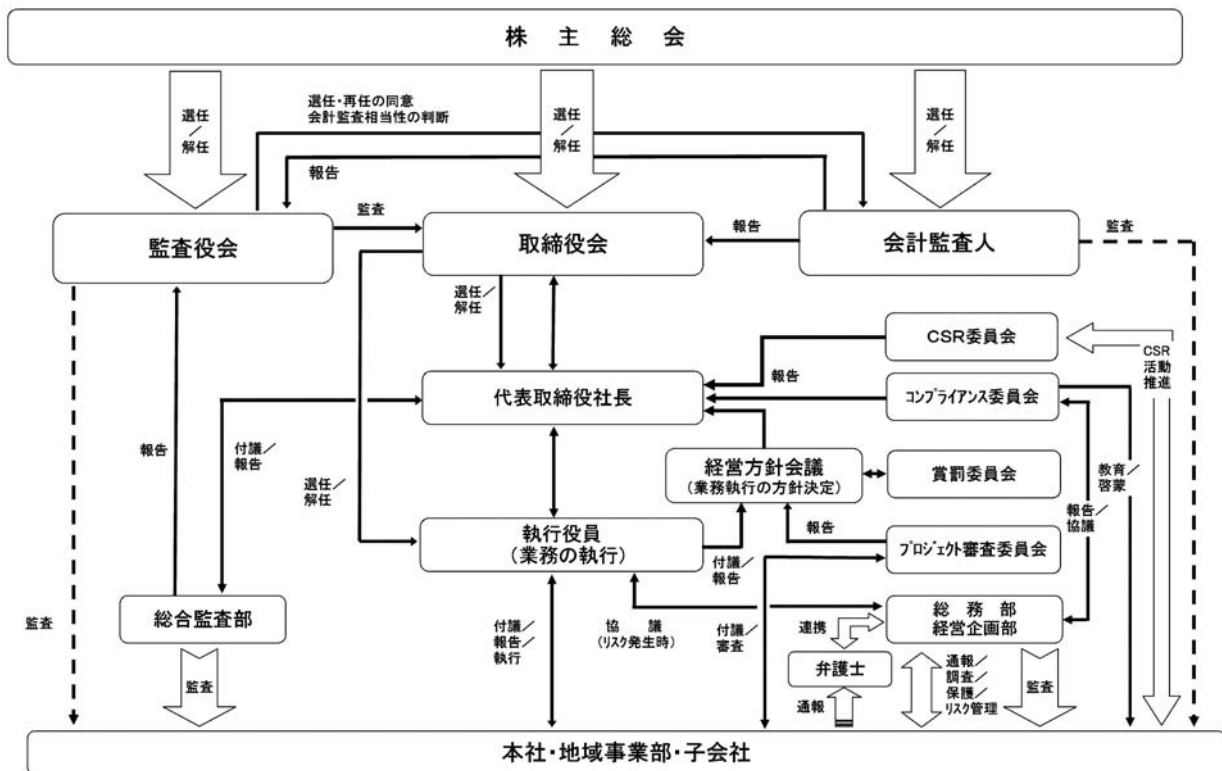 株 主 総 会
選任
／
解任
選任・再任の同意
会計監査相当性の判断
選任
／
解任
選任
／
解任
報告
監査役会
監査
取締役会
報告
会計監査人
監査
選任／
解任
CSR委員会
CSR
活動
推進
報告
代表取締役社長
コンプライアンス委員会
報告
付議／
報告
選任／
解任
経営方針会議
(業務執行の方針決定)
賞罰委員会
教育／
啓蒙
報告／
協議
執行役員
(業務の執行)
報告
プロジェクト審査委員会
付議／
報告
総合監査部
監査
付議／
報告／
執行
協 議
(リスク発生時)
付議／
審査
連携
総 務 部
経営企画部
弁護士
通報／
調査／
保護／
リスク管理
監査
監査
通報
本社・地域事業部・子会社